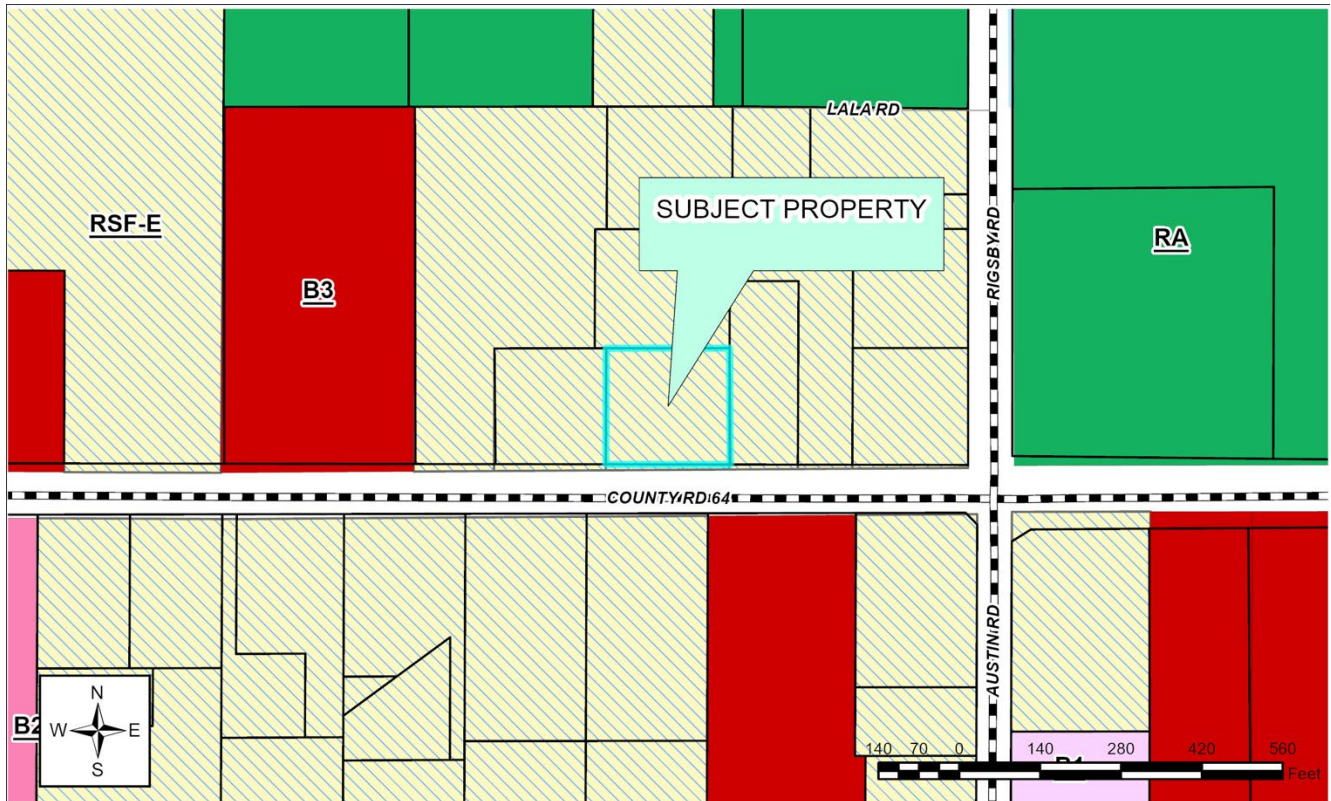 LALA RD
SUBJECT PROPERTY
RSF-E
RA
B3
RIGSBY RD
COUNTY RD 64
AUSTIN RD
N
W E
S
B2
B1
140 70 0 140 280 420 560
Feet